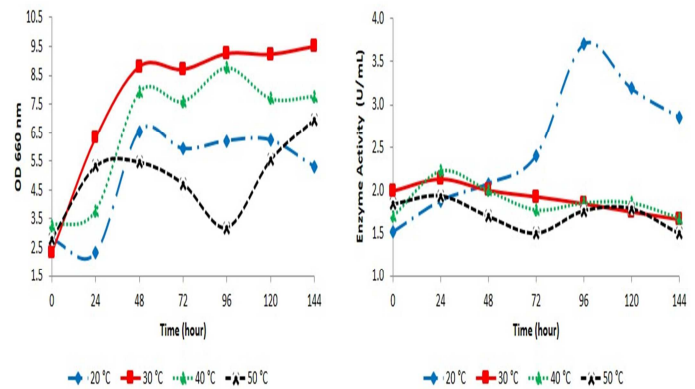 OD 660 nm
10.5
9.5
8.5
7.5
6.5
5.5
4.5
3.5
2.5
1.5
0 24 48 72 96 120 144
Time (hour)
20 °C 30 °C 40 °C 50 °C
Enzyme Activity (U/mL)
4.0
3.5
3.0
2.5
2.0
1.5
1.0
0 24 48 72 96 120 144
Time (hour)
20 °C 30 °C 40 °C 50 °C